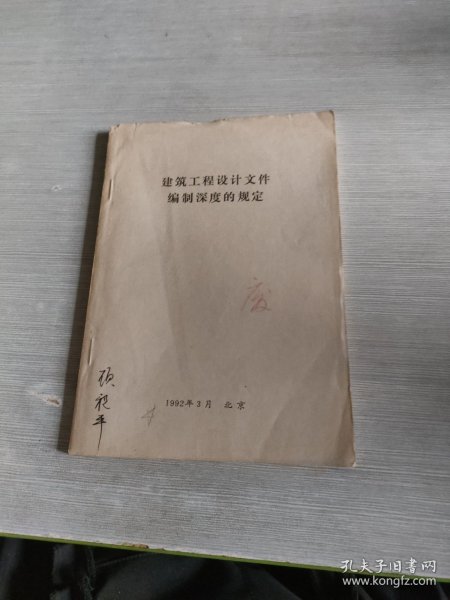 建筑工程设计文件
编制深度的规定
废
平
1992年3月 北京
孔夫子旧书网
www.kongfz.com